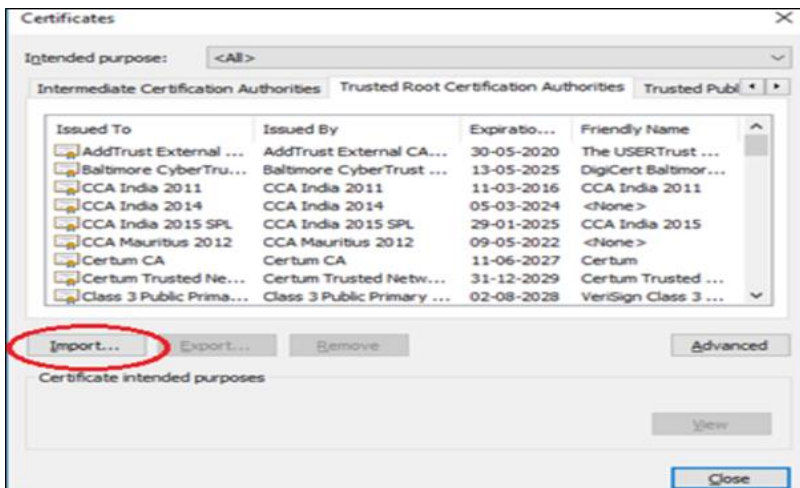 Certificates
Intended purpose: <All>
Intermediate Certification Authorities Trusted Root Certification Authorities Trusted Publ
Issued To Issued By Expiratio... Friendly Name
AddTrust External ... AddTrust External CA... 30-05-2020 The USERTrust ...
Baltimore CyberTru... Baltimore CyberTrust ... 13-05-2025 DigiCert Baltimor...
CCA India 2011 CCA India 2011 11-03-2016 CCA India 2011
CCA India 2014 CCA India 2014 05-03-2024 <None>
CCA India 2015 SPL CCA India 2015 SPL 29-01-2025 CCA India 2015
CCA Mauritius 2012 CCA Mauritius 2012 09-05-2022 <None>
Certum CA Certum CA 11-06-2027 Certum
Certum Trusted Ne... Certum Trusted Netw... 31-12-2029 Certum Trusted ...
Class 3 Public Prima... Class 3 Public Primary ... 02-08-2028 VeriSign Class 3 ...
Import... Export... Remove Advanced
Certificate intended purposes
View
Close